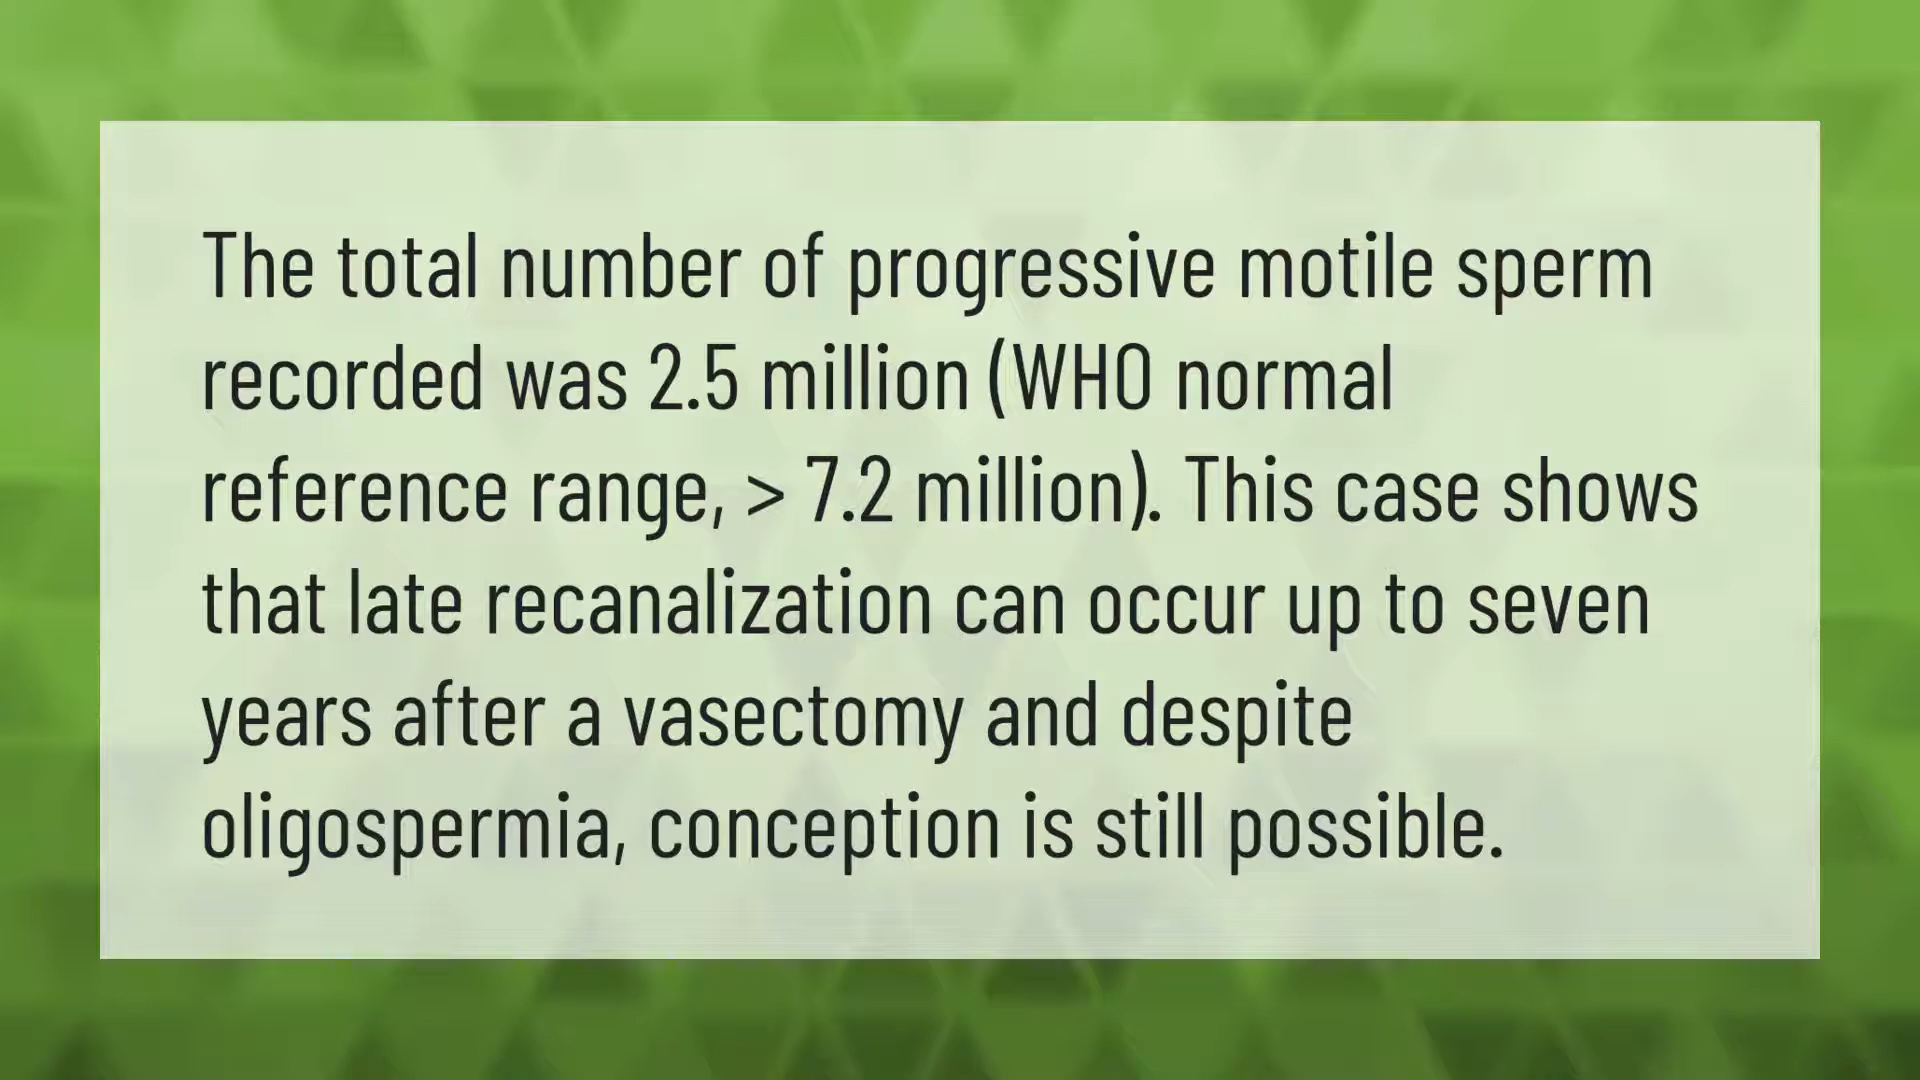 The total number of progressive motile sperm
recorded was 2.5 million (WHO normal
reference range, > 7.2 million). This case shows
that late recanalization can occur up to seven
years after a vasectomy and despite
oligospermia, conception is still possible.